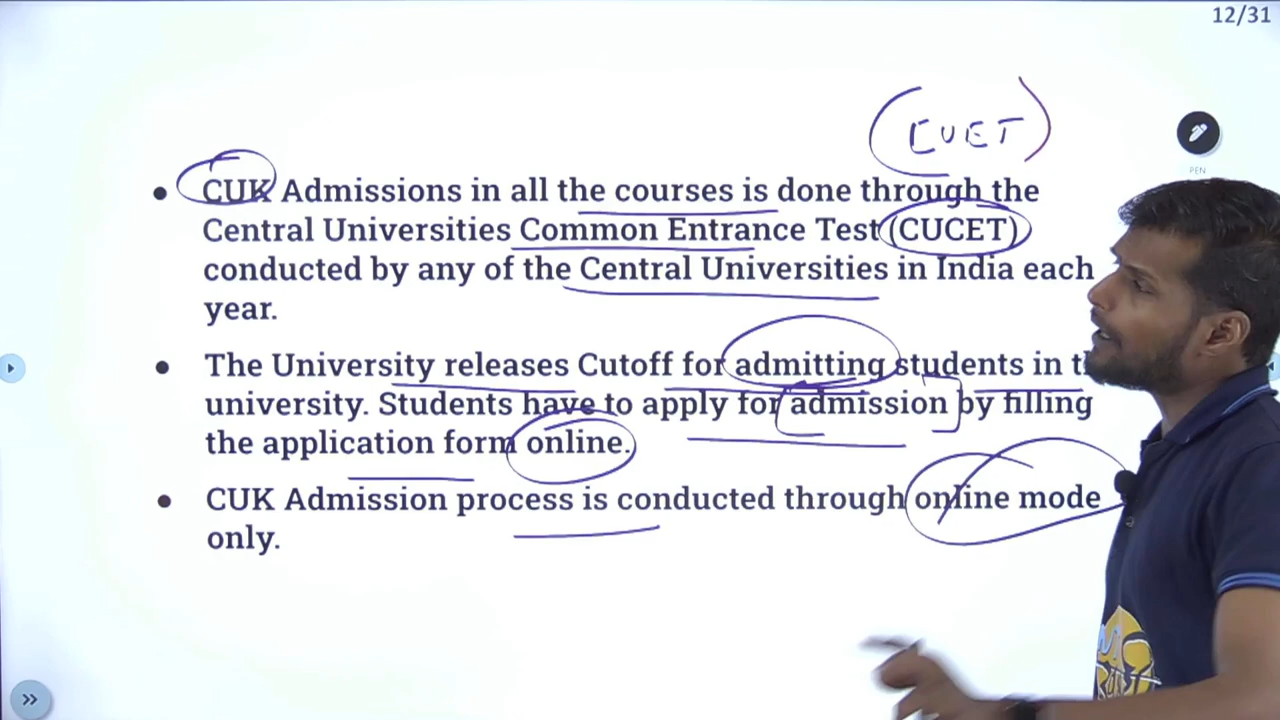 12/31
CUET
PEN
• CUK Admissions in all the courses is done through the
Central Universities Common Entrance Test (CUCET)
conducted by any of the Central Universities in India each
year.
• The University releases Cutoff for admitting students in
university. Students have to apply for admission by filling
the application form online.
• CUK Admission process is conducted through online mode
only.